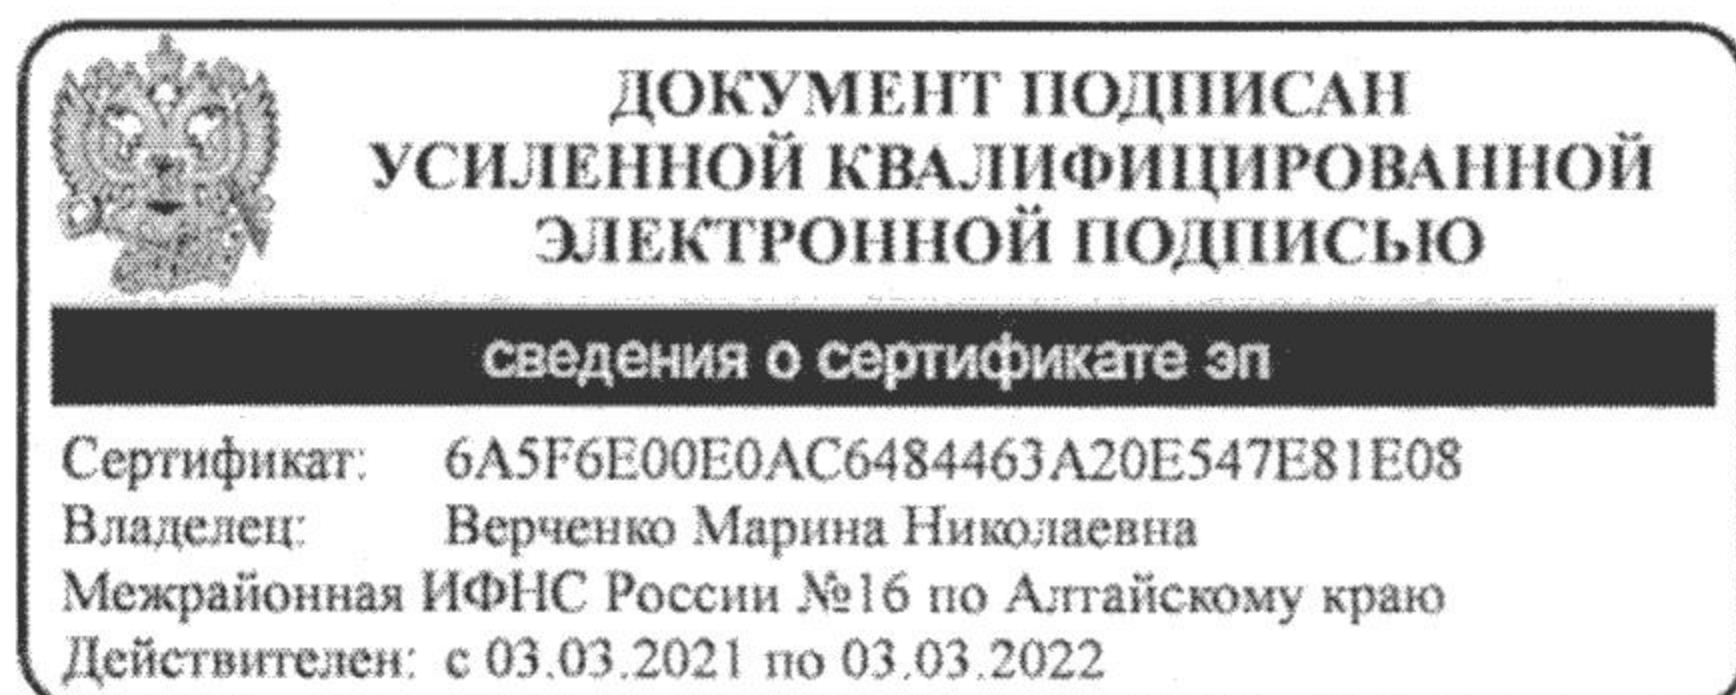 ДОКУМЕНТ ПОДПИСАН
УСИЛЕННОЙ КВАЛИФИЦИРОВАННОЙ
ЭЛЕКТРОННОЙ ПОДПИСЬЮ
сведения о сертификате эп
Сертификат: 6A5F6E00E0AC6484463A20E547E81E08
Владелец: Верченко Марина Николаевна
Межрайонная ИФНС России №16 по Алтайскому краю
Действителен: с 03.03.2021 по 03.03.2022